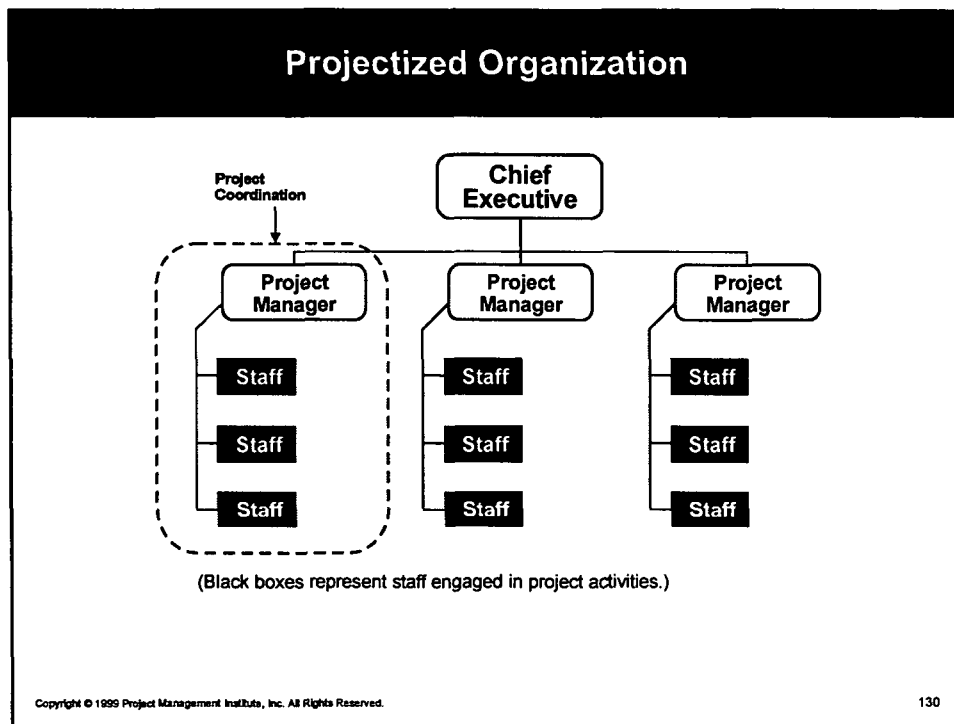 Projectized Organization
Project
Coordination
Chief
Executive
Project
Manager
Project
Manager
Project
Manager
Staff
Staff
Staff
Staff
Staff
Staff
Staff
Staff
Staff
(Black boxes represent staff engaged in project activities.)
Copyright © 1999 Project Management Institute, Inc. All Rights Reserved.
130